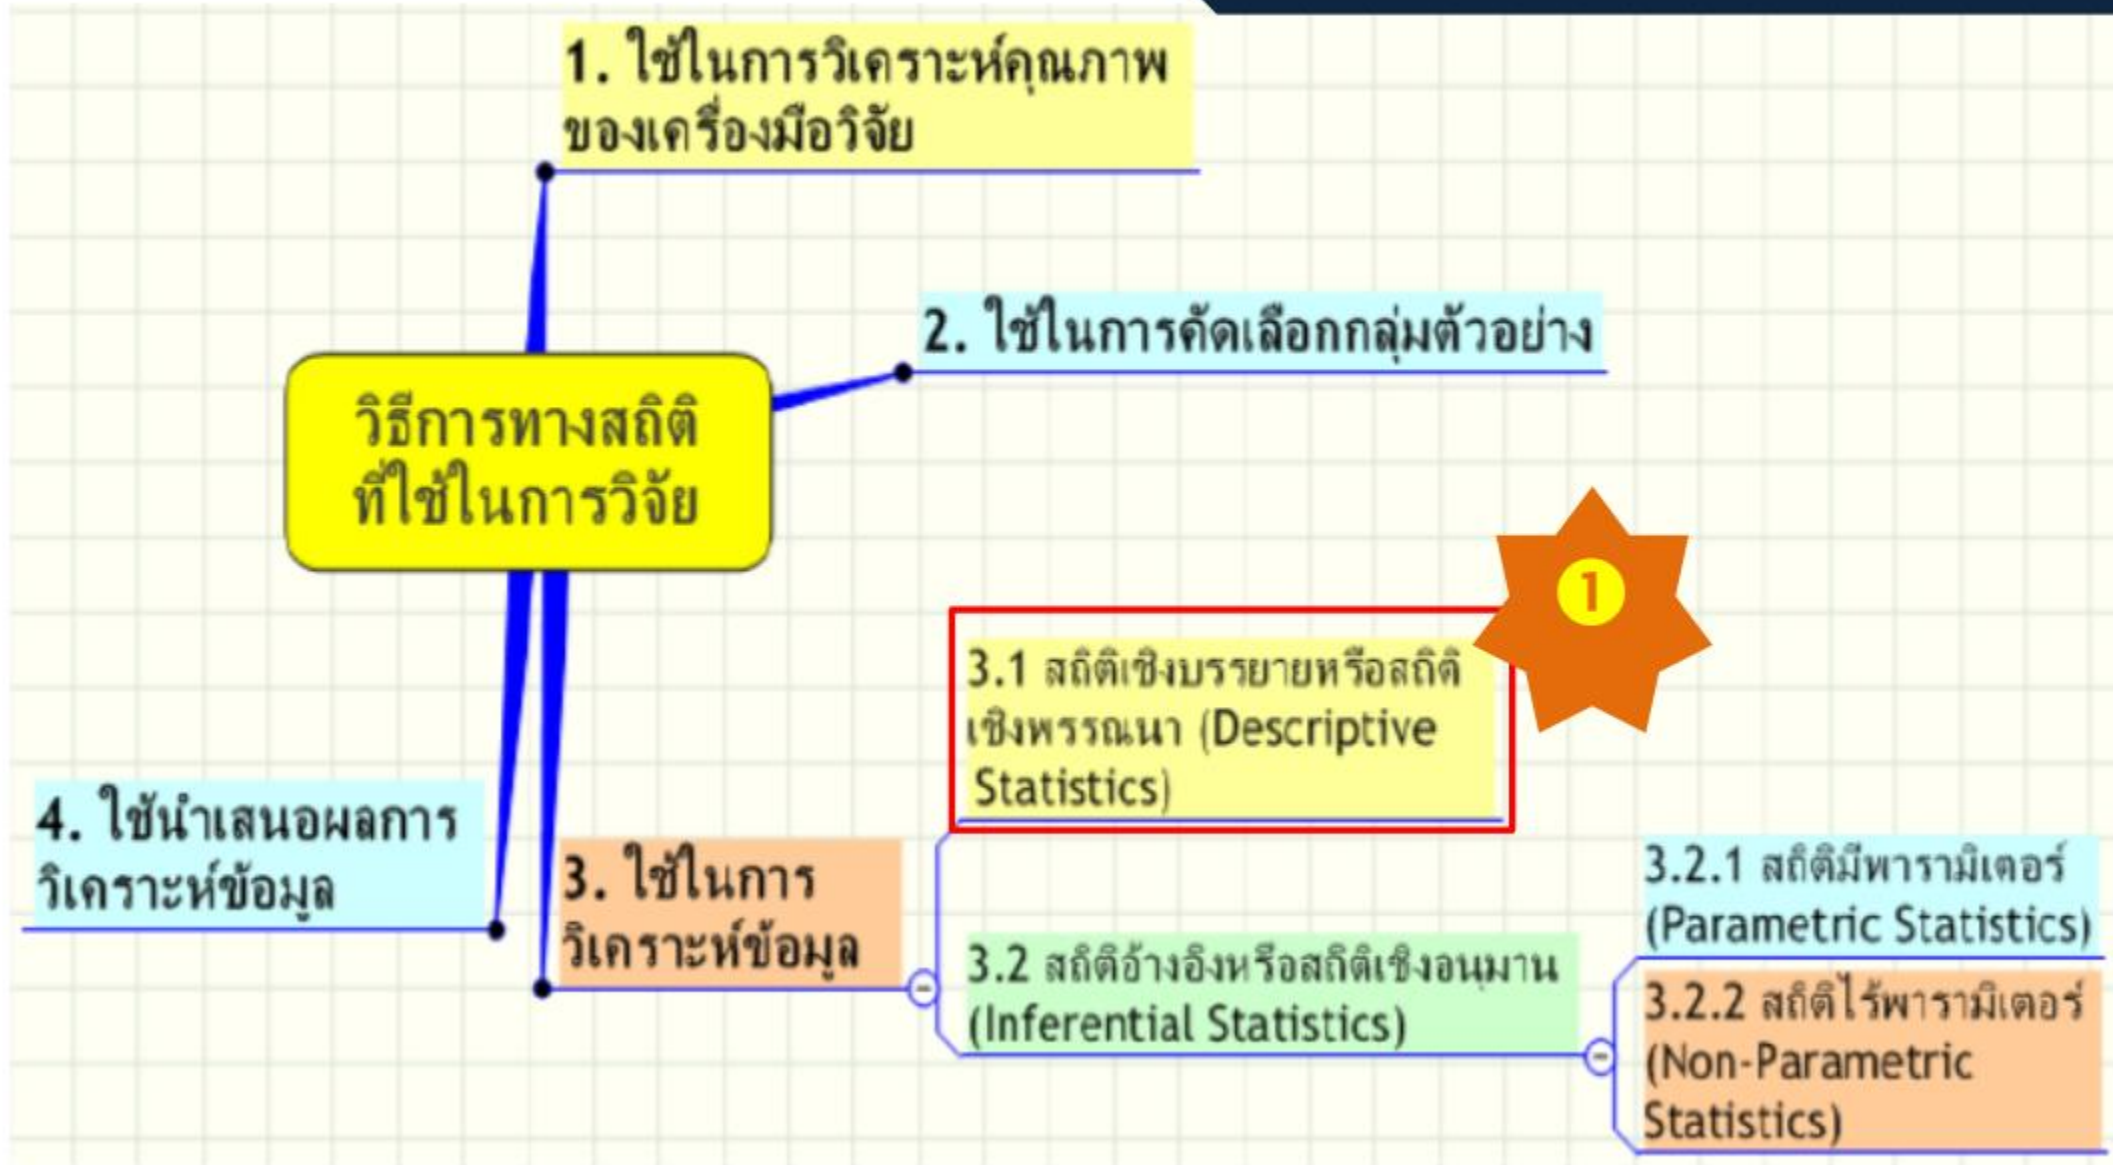 1. ใช้ในการวิเคราะห์คุณภาพ
ของเครื่องมือวิจัย
2. ใช้ในการคัดเลือกกลุ่มตัวอย่าง
วิธีการทางสถิติ
ที่ใช้ในการวิจัย
1
3.1 สถิติเชิงบรรยายหรือสถิติ
เชิงพรรณนา (Descriptive
Statistics)
4. ใช้นำเสนอผลการ
วิเคราะห์ข้อมูล
3. ใช้ในการ
วิเคราะห์ข้อมูล
3.2 สถิติอ้างอิงหรือสถิติเชิงอนุมาน
(Inferential Statistics)
3.2.1 สถิติมีพารามิเตอร์
(Parametric Statistics)
3.2.2 สถิติไร้พารามิเตอร์
(Non-Parametric
Statistics)